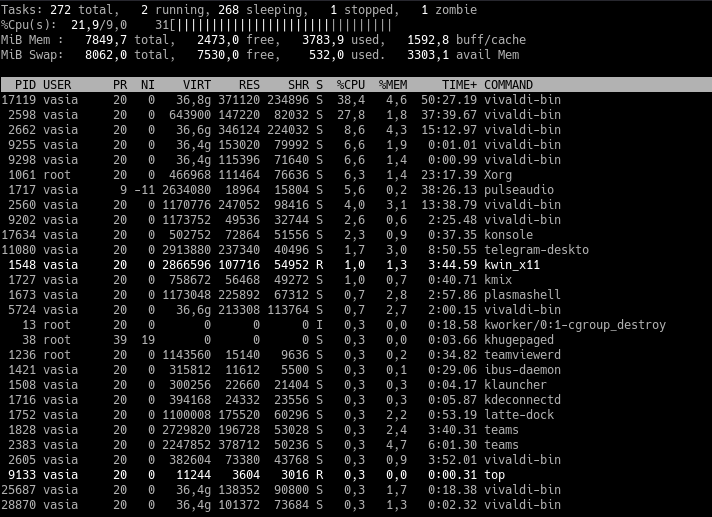 Tasks: 272 total,   2 running, 268 sleeping,   1 stopped,   1 zombie
%Cpu(s):  21,9/9,0    31[||||||||||||||||||||||||||||||||
MiB Mem :   7849,7 total,   2473,0 free,   3783,9 used,   1592,8 buff/cache
MiB Swap:   8062,0 total,   7530,0 free,    532,0 used.   3303,1 avail Mem
PID USER      PR  NI    VIRT    RES    SHR S  %CPU  %MEM     TIME+ COMMAND
17119 vasia     20   0   36,8g 371120 234896 S  38,4   4,6  50:27.19 vivaldi-bin
2598 vasia     20   0  643900 147220  82032 S  27,8   1,8  37:39.67 vivaldi-bin
2662 vasia     20   0   36,6g 346124 224032 S   8,6   4,3  15:12.97 vivaldi-bin
9255 vasia     20   0   36,4g 153020  79992 S   6,6   1,9   0:01.01 vivaldi-bin
9298 vasia     20   0   36,4g 115396  71640 S   6,6   1,4   0:00.99 vivaldi-bin
1061 root      20   0  466968 111464  76636 S   6,3   1,4  23:17.39 Xorg
1717 vasia      9 -11 2634080  18964  15804 S   5,6   0,2  38:26.13 pulseaudio
2560 vasia     20   0 1170776 247052  98416 S   4,0   3,1  13:38.79 vivaldi-bin
9202 vasia     20   0 1173752  49536  32744 S   2,6   0,6   2:25.48 vivaldi-bin
17634 vasia     20   0  502752  72864  51556 S   2,3   0,9   0:37.35 konsole
11080 vasia     20   0 2913880 237340  40496 S   1,7   3,0   8:50.55 telegram-deskto
1548 vasia     20   0 2866596 107716  54952 R   1,0   1,3   3:44.59 kwin_x11
1727 vasia     20   0  758672  56468  49272 S   1,0   0,7   0:40.71 kmix
1673 vasia     20   0 1173048 225892  67312 S   0,7   2,8   2:57.86 plasmashell
5724 vasia     20   0   36,6g 213308 113764 S   0,7   2,7   2:00.15 vivaldi-bin
13 root      20   0       0      0      0 I   0,3   0,0   0:18.58 kworker/0:1-cgroup_destroy
38 root      39  19       0      0      0 S   0,3   0,0   0:03.66 khugepaged
1236 root      20   0 1143560  15140   9636 S   0,3   0,2   0:34.82 teamviewerd
1421 vasia     20   0  315812  11612   5500 S   0,3   0,1   0:29.06 ibus-daemon
1508 vasia     20   0  300256  22660  21404 S   0,3   0,3   0:04.17 klauncher
1716 vasia     20   0  394168  24332  23556 S   0,3   0,3   0:05.87 kdeconnectd
1752 vasia     20   0 1100008 175520  60296 S   0,3   2,2   0:53.19 latte-dock
1828 vasia     20   0 2729820 196728  53028 S   0,3   2,4   3:40.31 teams
2383 vasia     20   0 2247852 378712  50236 S   0,3   4,7   6:01.30 teams
2605 vasia     20   0  382604  73380  43768 S   0,3   0,9   3:52.01 vivaldi-bin
9133 vasia     20   0   11244   3604   3016 R   0,3   0,0   0:00.31 top
25687 vasia     20   0   36,4g 138352  90800 S   0,3   1,7   0:18.38 vivaldi-bin
28870 vasia     20   0   36,4g 101372  73684 S   0,3   1,3   0:02.32 vivaldi-bin